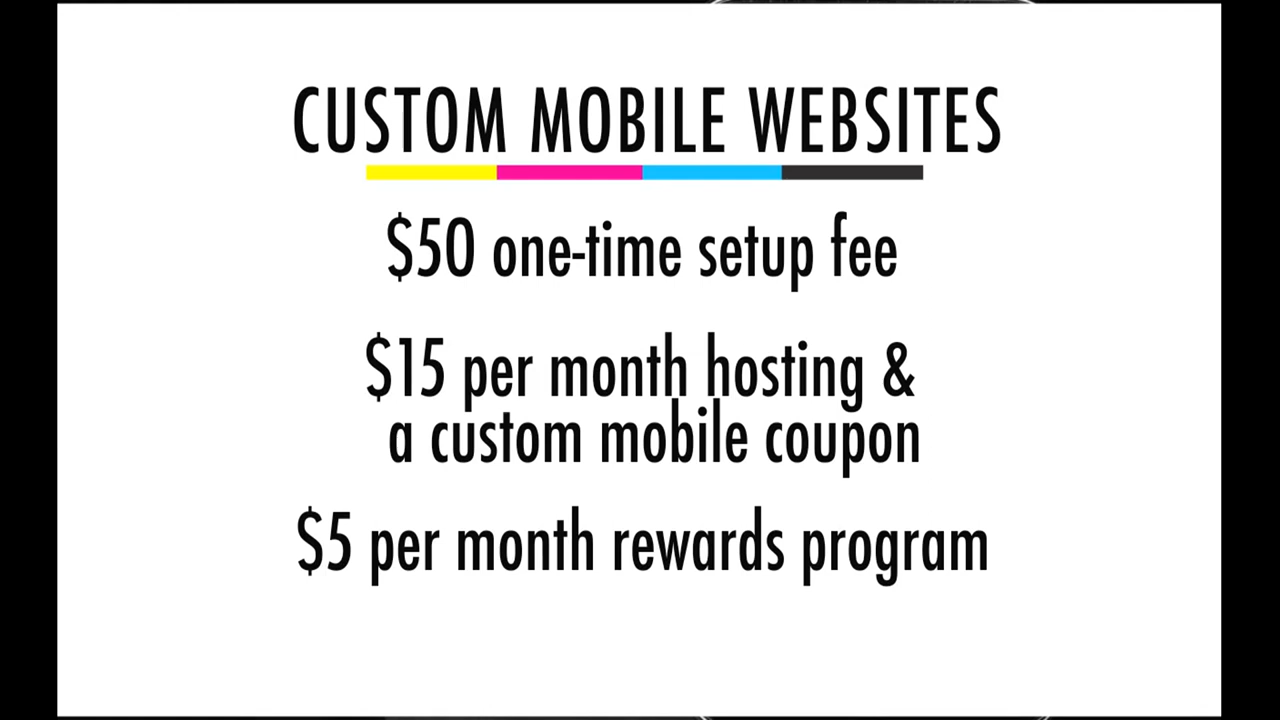 CUSTOM MOBILE WEBSITES
$50 one-time setup fee
$15 per month hosting &
a custom mobile coupon
$5 per month rewards program